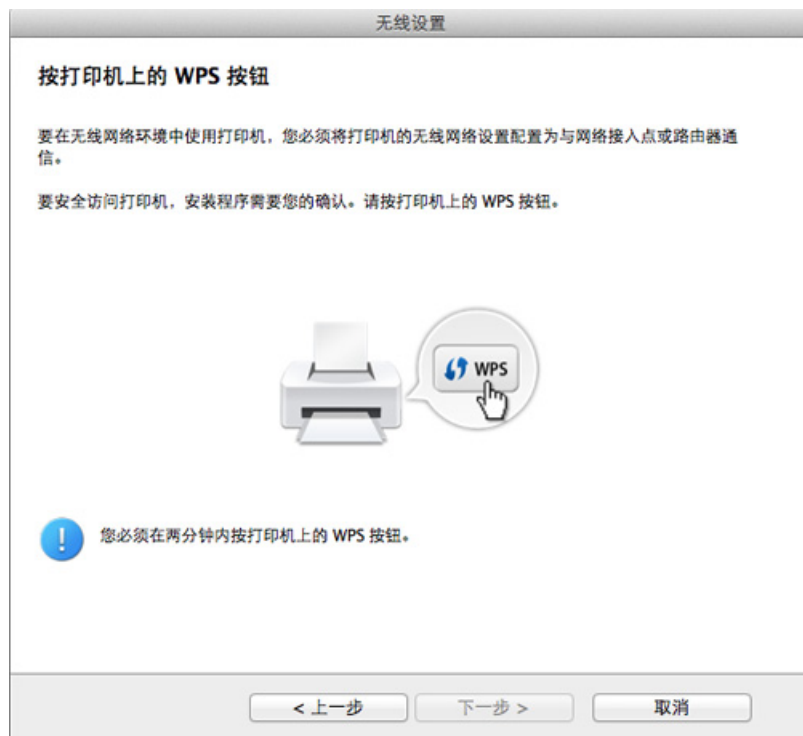 无线设置
按打印机上的 WPS 按钮
要在无线网络环境中使用打印机，您必须将打印机的无线网络设置配置为与网络接入点或路由器通
信。
要安全访问打印机，安装程序需要您的确认。请按打印机上的 WPS 按钮。
WPS
您必须在两分钟内按打印机上的 WPS 按钮。
< 上一步 下一步 > 取消